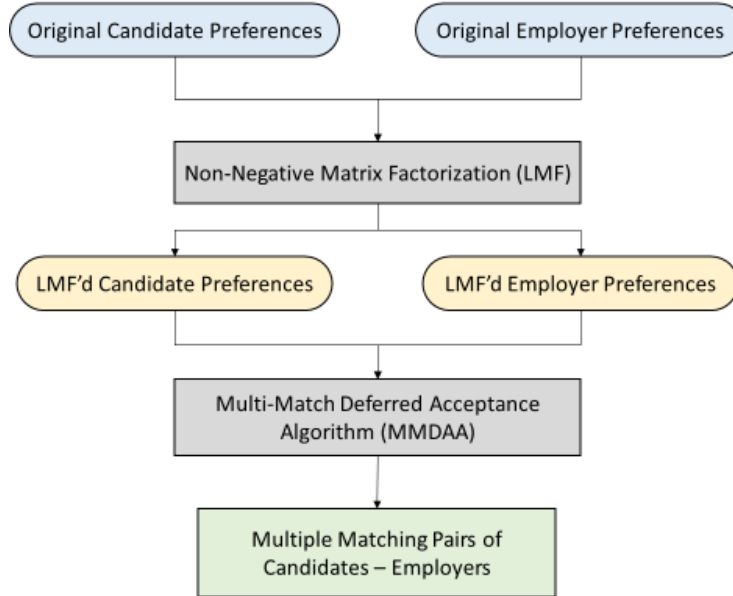 Original Candidate Preferences
Original Employer Preferences
Non-Negative Matrix Factorization (LMF)
LMF'd Candidate Preferences
LMF'd Employer Preferences
Multi-Match Deferred Acceptance
Algorithm (MMDAA)
Multiple Matching Pairs of
Candidates – Employers